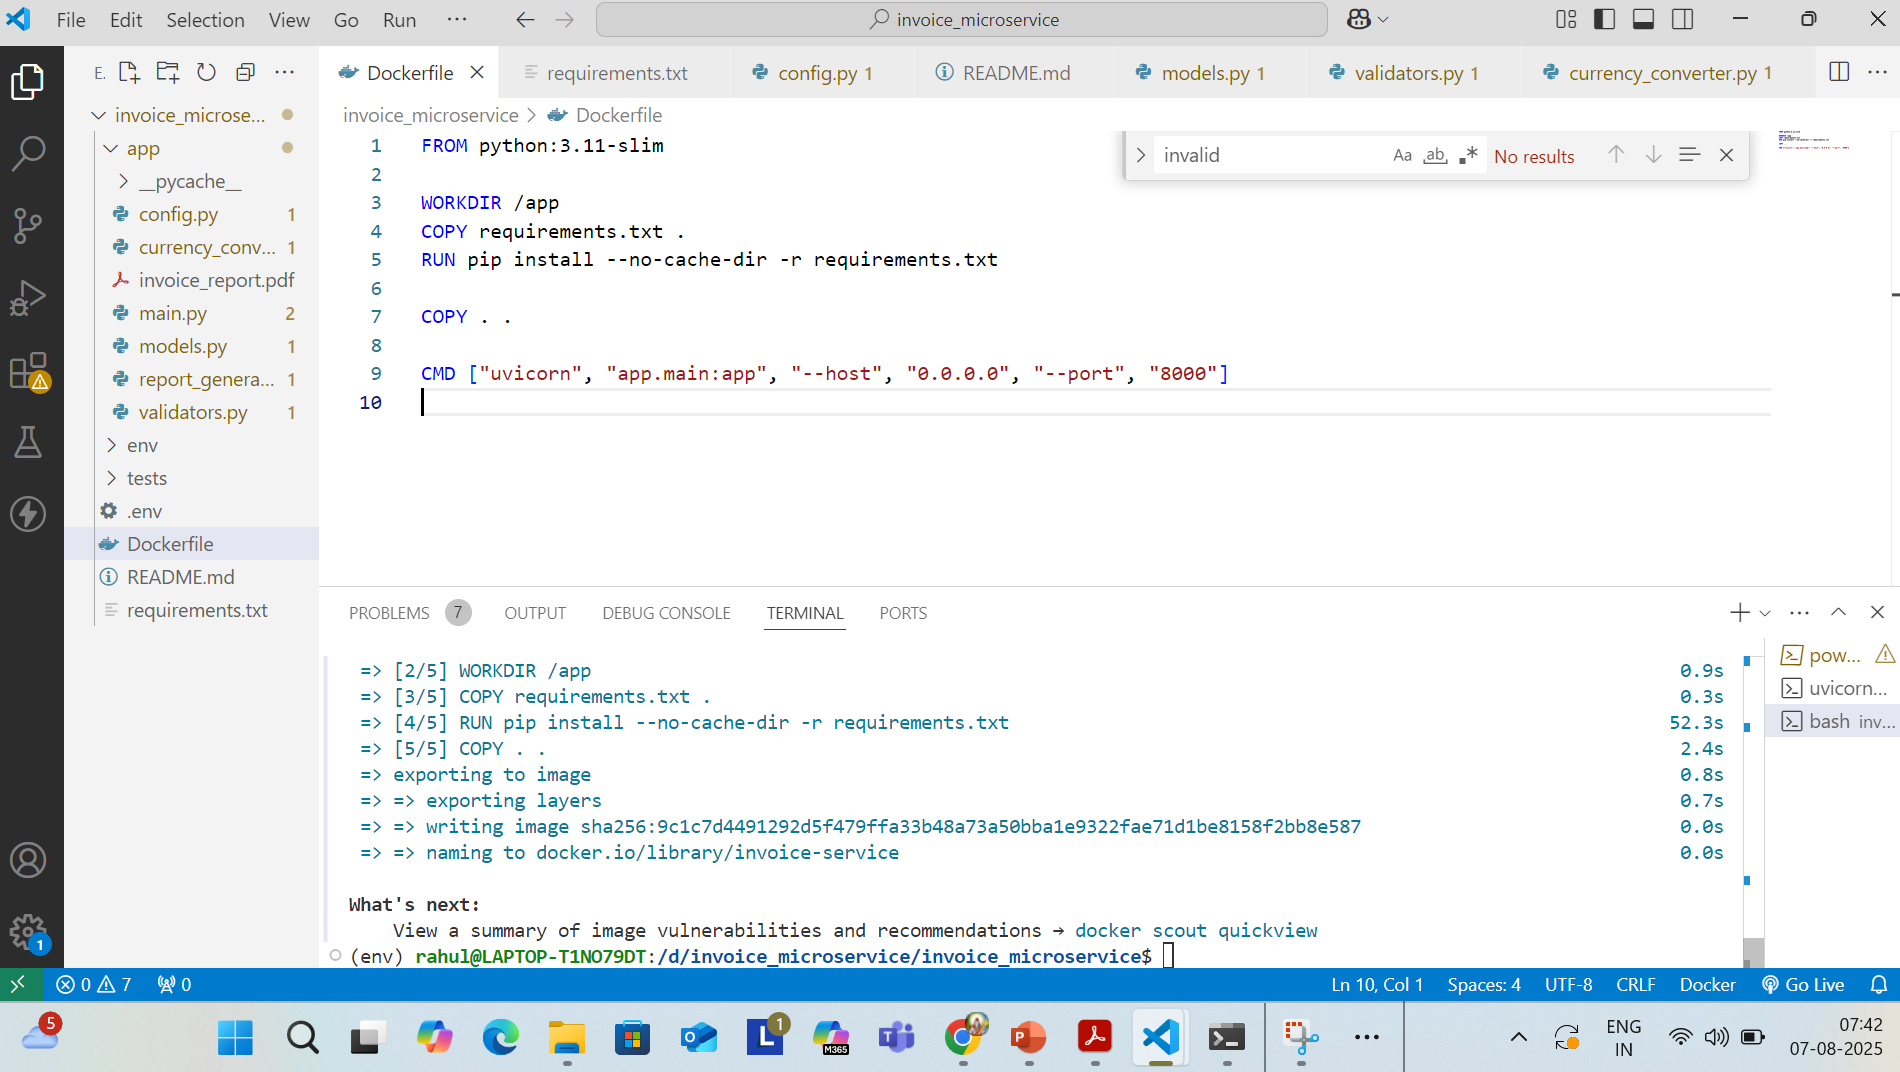 File Edit Selection View Go Run ··· invoice_microservice
E.
Dockerfile requirements.txt config.py 1 README.md models.py 1 validators.py 1 currency_converter.py 1
invoice_microse...
app
__pycache__
config.py 1
currency_conv... 1
invoice_report.pdf
main.py 2
models.py 1
report_genera... 1
validators.py 1
env
tests
.env
Dockerfile
README.md
requirements.txt
1
invoice_microservice > Dockerfile
invalid Aa ab .* No results
1 FROM python:3.11-slim
2
3 WORKDIR /app
4 COPY requirements.txt .
5 RUN pip install --no-cache-dir -r requirements.txt
6
7 COPY . .
8
9 CMD ["uvicorn", "app.main:app", "--host", "0.0.0.0", "--port", "8000"]
10
PROBLEMS 7 OUTPUT DEBUG CONSOLE TERMINAL PORTS
=> [2/5] WORKDIR /app 0.9s
=> [3/5] COPY requirements.txt . 0.3s
=> [4/5] RUN pip install --no-cache-dir -r requirements.txt 52.3s
=> [5/5] COPY . . 2.4s
=> exporting to image 0.8s
=> => exporting layers 0.7s
=> => writing image sha256:9c1c7d4491292d5f479ffa33b48a73a50bba1e9322fae71d1be8158f2bb8e587 0.0s
=> => naming to docker.io/library/invoice-service 0.0s
What's next:
View a summary of image vulnerabilities and recommendations → docker scout quickview
(env) rahul@LAPTOP-T1NO79DT:/d/invoice_microservice/invoice_microservice$
pow...
uvicorn...
bash inv...
0 7 0 Ln 10, Col 1 Spaces: 4 UTF-8 CRLF Docker Go Live
5 L 1 M365 P ENG
IN
07:42
07-08-2025